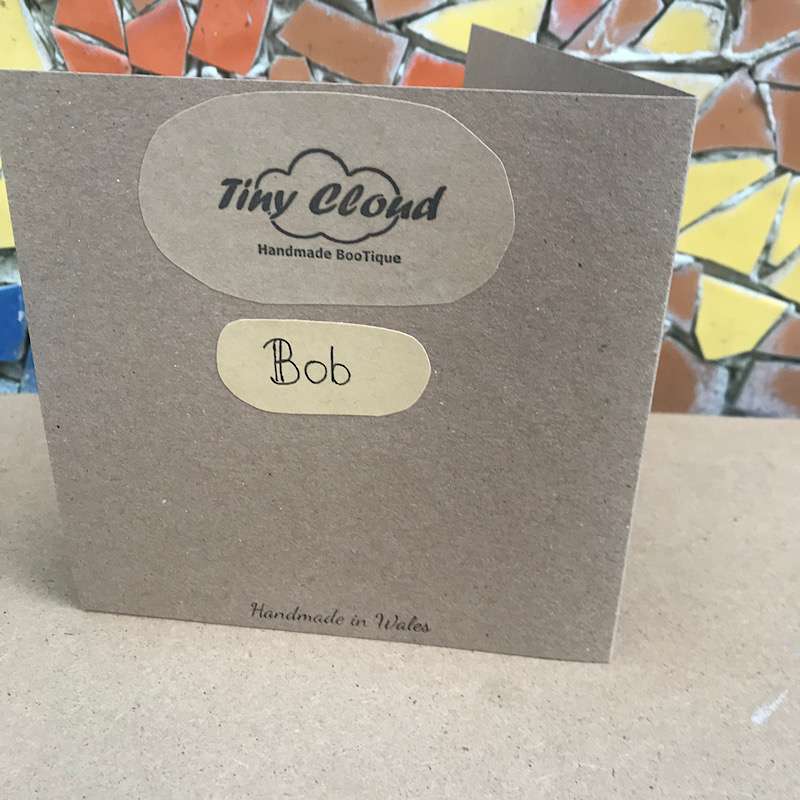 Tiny Cloud
Handmade BooTique
Bob
Handmade in Wales